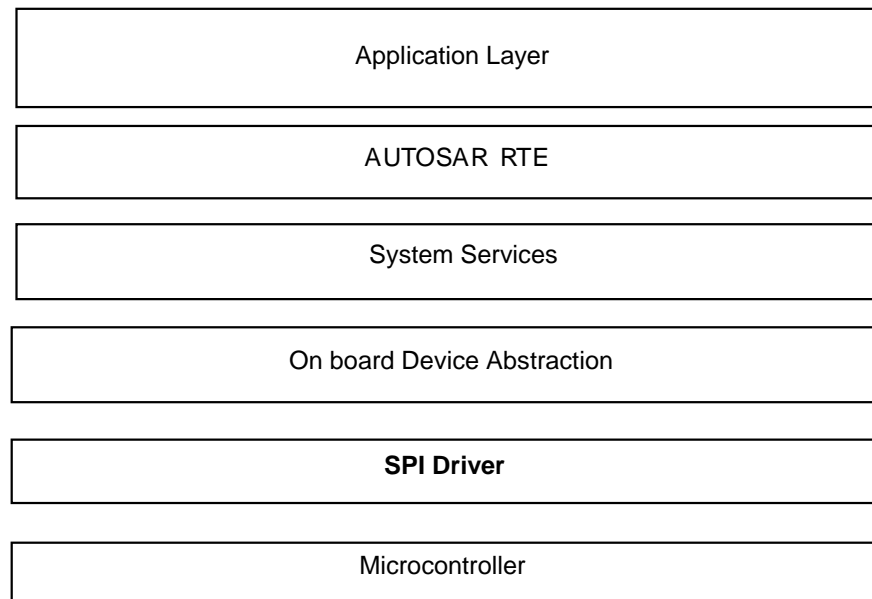 Application Layer
AUTOSAR RTE
System Services
On board Device Abstraction
SPI Driver
Microcontroller